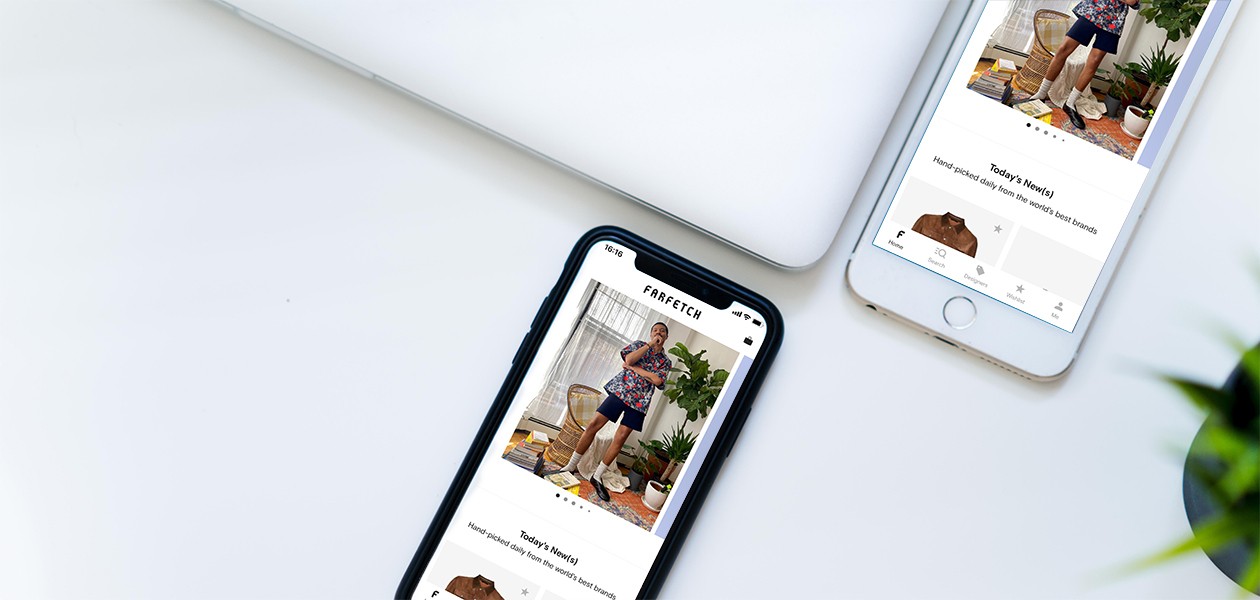 16:16
FARFETCH
Today's New(s)
Hand-picked daily from the world's best brands
F
Today's New(s)
Hand-picked daily from the world's best brands
F
Home
Search
Designers
Wishlist
Me